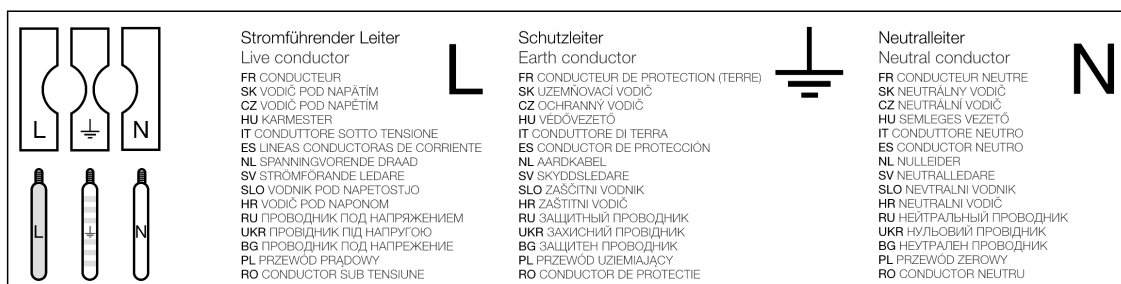 L N
L N
Stromführender Leiter
Live conductor
L
FR CONDUCTEUR
SK VODIČ POD NAPÄTÍM
CZ VODIČ POD NAPĚTÍM
HU KARMESTER
IT CONDUTTORE SOTTO TENSIONE
ES LINEAS CONDUCTORAS DE CORRIENTE
NL SPANNINGVORENDE DRAAD
SV STRÖMFÖRANDE LEDARE
SLO VODNIK POD NAPETOSTJO
HR VODIČ POD NAPONOM
RU ПРОВОДНИК ПОД НАПРЯЖЕНИЕМ
UKR ПРОВІДНИК ПІД НАПРУГОЮ
BG ПРОВОДНИК ПОД НАПРЕЖЕНИЕ
PL PRZEWÓD PRĄDOWY
RO CONDUCTOR SUB TENSIUNE
Schutzleiter
Earth conductor
FR CONDUCTEUR DE PROTECTION (TERRE)
SK UZEMŇOVACÍ VODIČ
CZ OCHRANNÝ VODIČ
HU VÉDŐVEZETŐ
IT CONDUTTORE DI TERRA
ES CONDUCTOR DE PROTECCIÓN
NL AARDKABEL
SV SKYDDSLEDARE
SLO ZAŠČITNI VODNIK
HR ZAŠTITNI VODIČ
RU ЗАЩИТНЫЙ ПРОВОДНИК
UKR ЗАХИСНИЙ ПРОВІДНИК
BG ЗАЩИТЕН ПРОВОДНИК
PL PRZEWÓD UZIEMIAJĄCY
RO CONDUCTOR DE PROTECTIE
Neutralleiter
Neutral conductor
N
FR CONDUCTEUR NEUTRE
SK NEUTRÁLNY VODIČ
CZ NEUTRÁLNÍ VODIČ
HU SEMLEGES VEZETŐ
IT CONDUTTORE NEUTRO
ES CONDUCTOR NEUTRO
NL NULLEIDER
SV NEUTRALLEDARE
SLO NEVTRALNI VODNIK
HR NEUTRALNI VODIČ
RU НЕЙТРАЛЬНЫЙ ПРОВОДНИК
UKR НУЛЬОВИЙ ПРОВІДНИК
BG НЕУТРАЛЕН ПРОВОДНИК
PL PRZEWÓD ZEROWY
RO CONDUCTOR NEUTRU